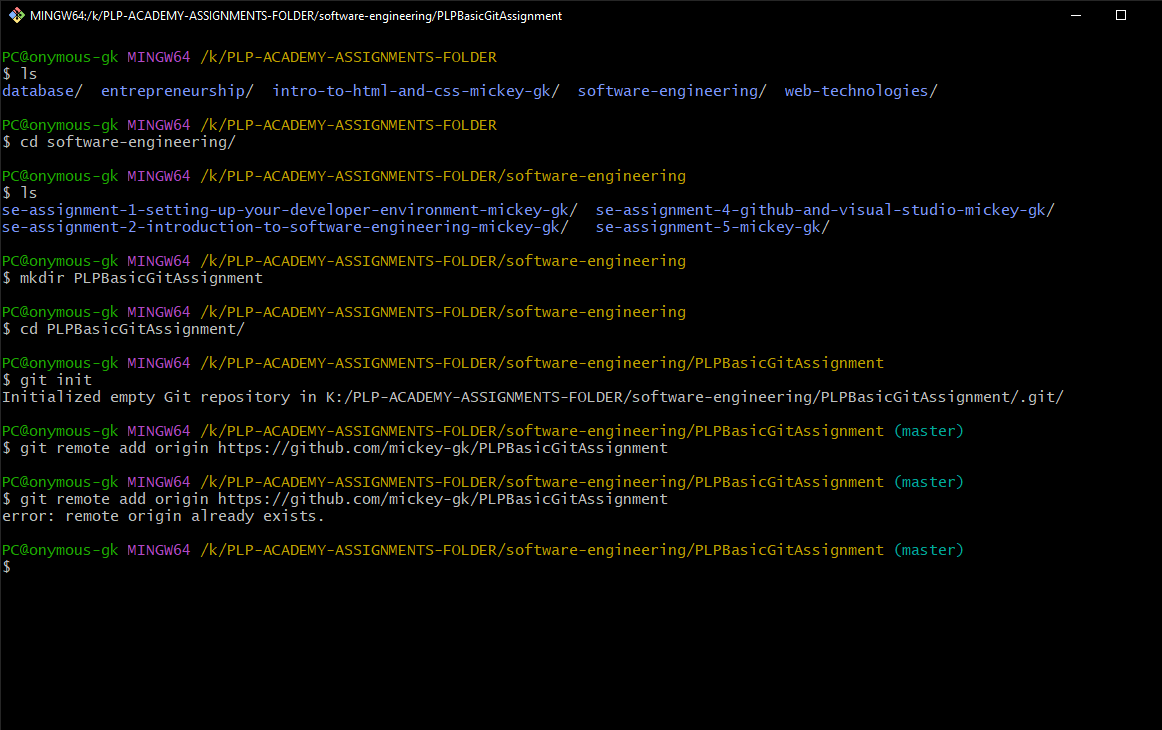 MINGW64:/k/PLP-ACADEMY-ASSIGNMENTS-FOLDER/software-engineering/PLPBasicGitAssignment
PC@onymous-gk MINGW64 /k/PLP-ACADEMY-ASSIGNMENTS-FOLDER
$ ls
database/  entrepreneurship/  intro-to-html-and-css-mickey-gk/  software-engineering/  web-technologies/
PC@onymous-gk MINGW64 /k/PLP-ACADEMY-ASSIGNMENTS-FOLDER
$ cd software-engineering/
PC@onymous-gk MINGW64 /k/PLP-ACADEMY-ASSIGNMENTS-FOLDER/software-engineering
$ ls
se-assignment-1-setting-up-your-developer-environment-mickey-gk/  se-assignment-4-github-and-visual-studio-mickey-gk/
se-assignment-2-introduction-to-software-engineering-mickey-gk/   se-assignment-5-mickey-gk/
PC@onymous-gk MINGW64 /k/PLP-ACADEMY-ASSIGNMENTS-FOLDER/software-engineering
$ mkdir PLPBasicGitAssignment
PC@onymous-gk MINGW64 /k/PLP-ACADEMY-ASSIGNMENTS-FOLDER/software-engineering
$ cd PLPBasicGitAssignment/
PC@onymous-gk MINGW64 /k/PLP-ACADEMY-ASSIGNMENTS-FOLDER/software-engineering/PLPBasicGitAssignment
$ git init
Initialized empty Git repository in K:/PLP-ACADEMY-ASSIGNMENTS-FOLDER/software-engineering/PLPBasicGitAssignment/.git/
PC@onymous-gk MINGW64 /k/PLP-ACADEMY-ASSIGNMENTS-FOLDER/software-engineering/PLPBasicGitAssignment (master)
$ git remote add origin https://github.com/mickey-gk/PLPBasicGitAssignment
PC@onymous-gk MINGW64 /k/PLP-ACADEMY-ASSIGNMENTS-FOLDER/software-engineering/PLPBasicGitAssignment (master)
$ git remote add origin https://github.com/mickey-gk/PLPBasicGitAssignment
error: remote origin already exists.
PC@onymous-gk MINGW64 /k/PLP-ACADEMY-ASSIGNMENTS-FOLDER/software-engineering/PLPBasicGitAssignment (master)
$